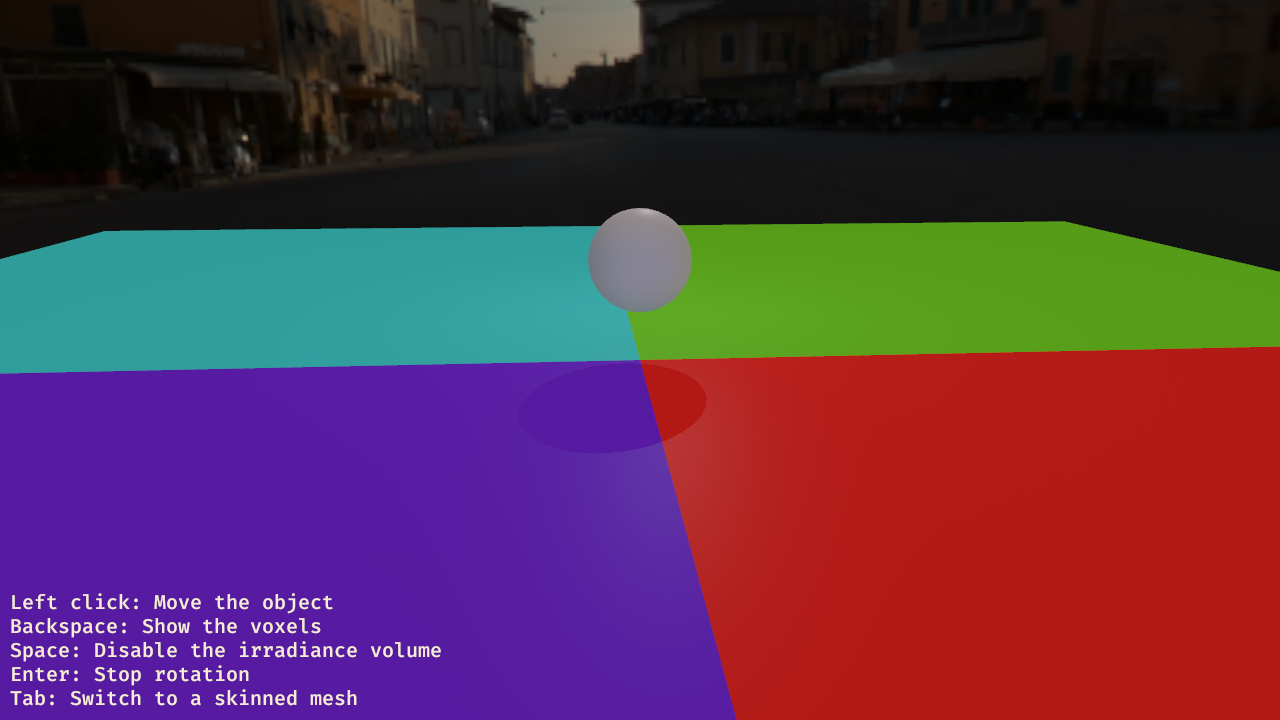 Left click: Move the object
Backspace: Show the voxels
Space: Disable the irradiance volume
Enter: Stop rotation
Tab: Switch to a skinned mesh